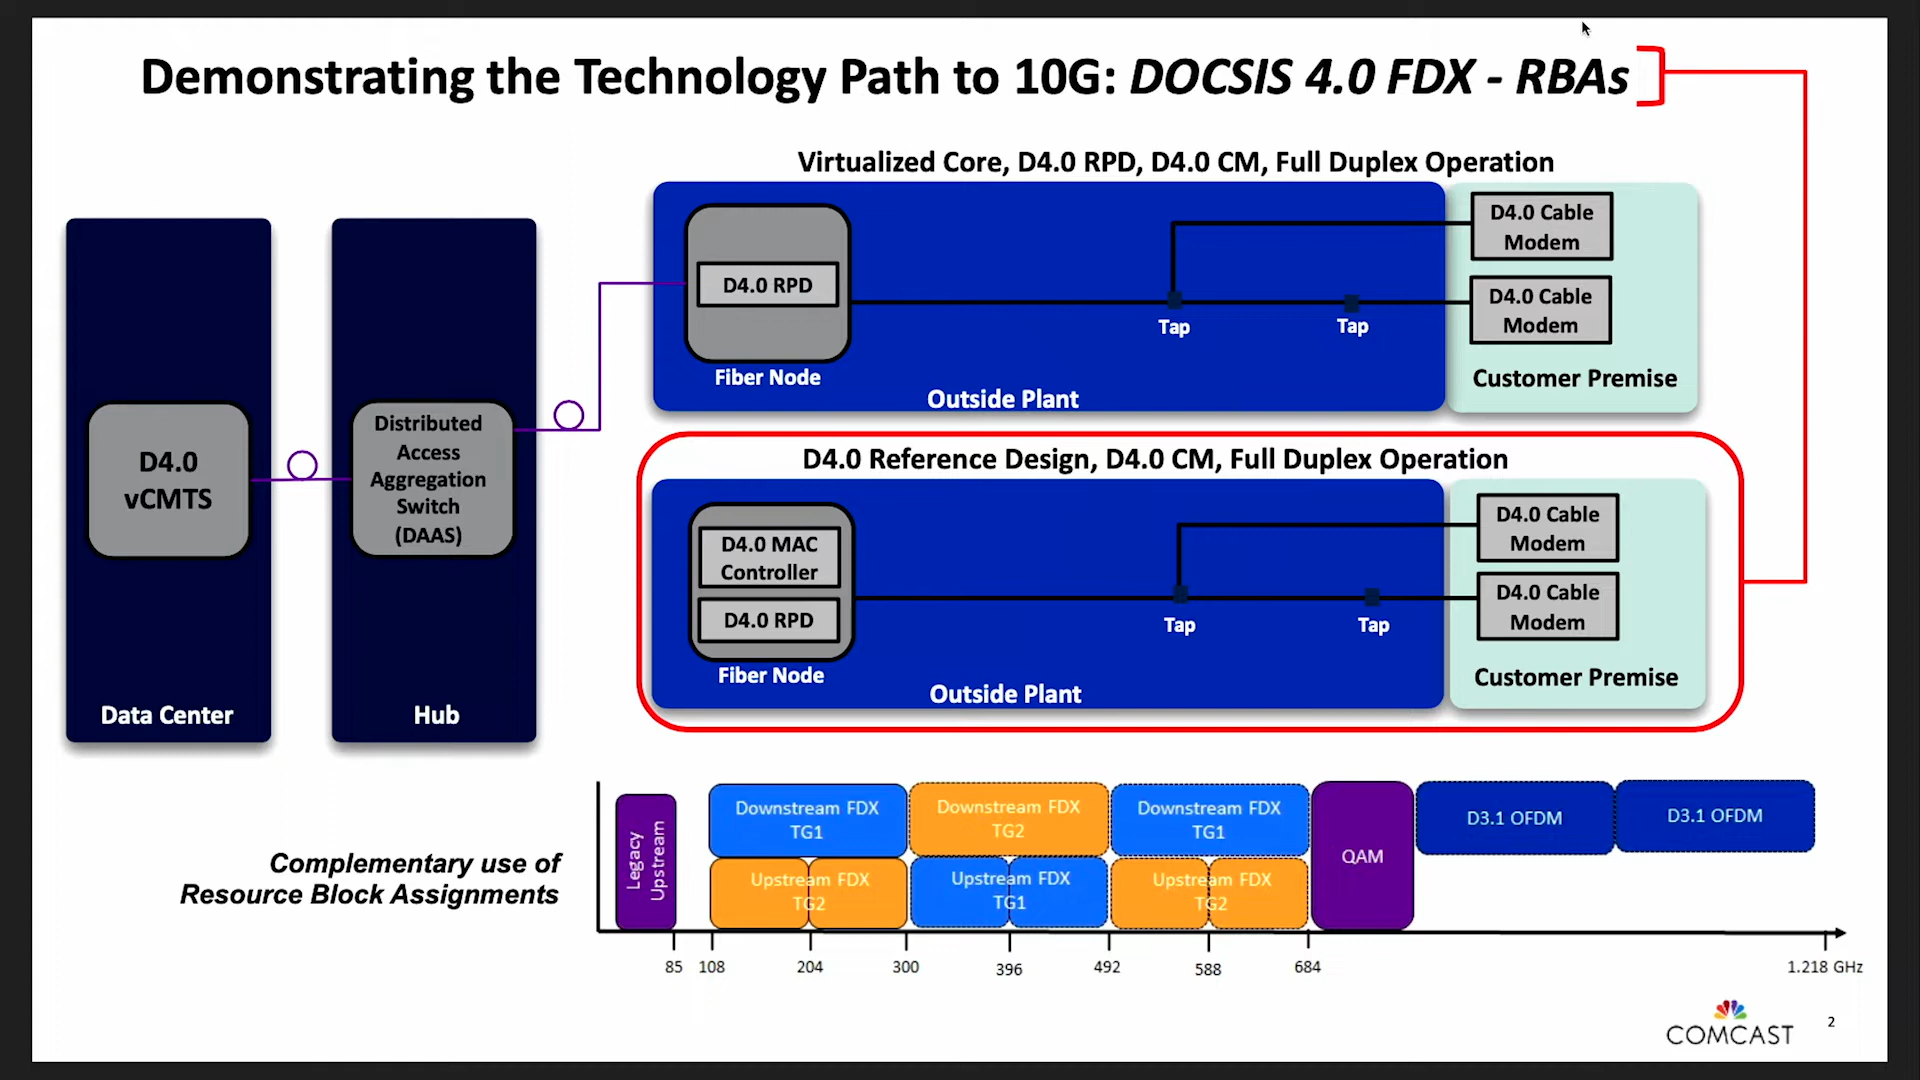 Demonstrating the Technology Path to 10G: DOCSIS 4.0 FDX - RBAs
Virtualized Core, D4.0 RPD, D4.0 CM, Full Duplex Operation
D4.0 RPD
Fiber Node
Tap
Tap
Outside Plant
D4.0 Cable
Modem
D4.0 Cable
Modem
Customer Premise
D4.0
vCMTS
Data Center
Distributed
Access
Aggregation
Switch
(DAAS)
Hub
D4.0 Reference Design, D4.0 CM, Full Duplex Operation
D4.0 MAC
Controller
D4.0 RPD
Fiber Node
Tap
Tap
Outside Plant
D4.0 Cable
Modem
D4.0 Cable
Modem
Customer Premise
Complementary use of
Resource Block Assignments
Legacy
Upstream
Downstream FDX
TG1
Downstream FDX
TG2
Downstream FDX
TG1
Upstream FDX
TG2
Upstream FDX
TG1
Upstream FDX
TG2
QAM
D3.1 OFDM
D3.1 OFDM
85 108 204 300 396 492 588 684 1.218 GHz
COMCAST
2